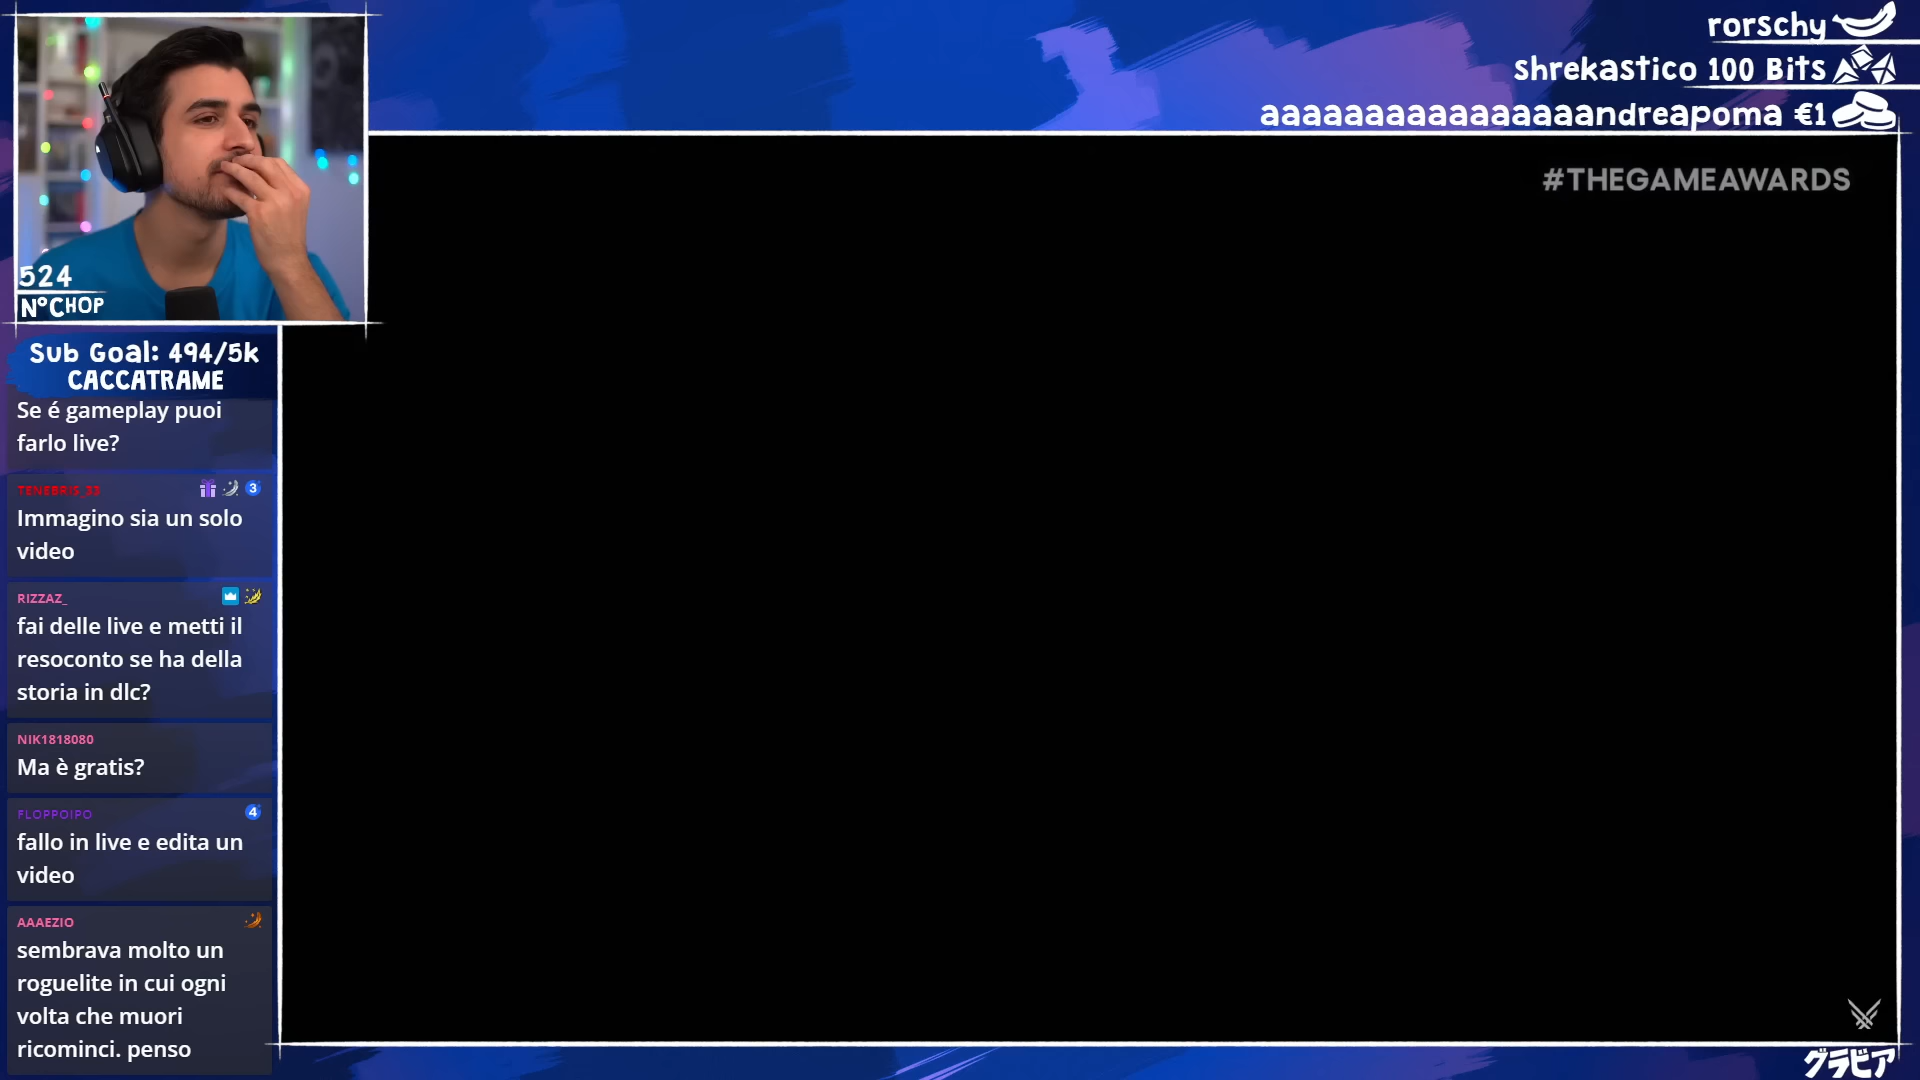 rorschy
shrekastico 100 Bits
aaaaaaaaaaaaaaaandreapoma €1
#THEGAMEAWARDS
524
N°CHOP
Sub Goal: 494/5k
CACCATRAME
Se é gameplay puoi
farlo live?
TENEBRIS_33
3
Immagino sia un solo
video
RIZZAZ_
fai delle live e metti il
resoconto se ha della
storia in dlc?
NIK1818080
Ma è gratis?
FLOPPOIPO
4
fallo in live e edita un
video
AAAEZIO
sembrava molto un
roguelite in cui ogni
volta che muori
ricominci. penso
グラビア